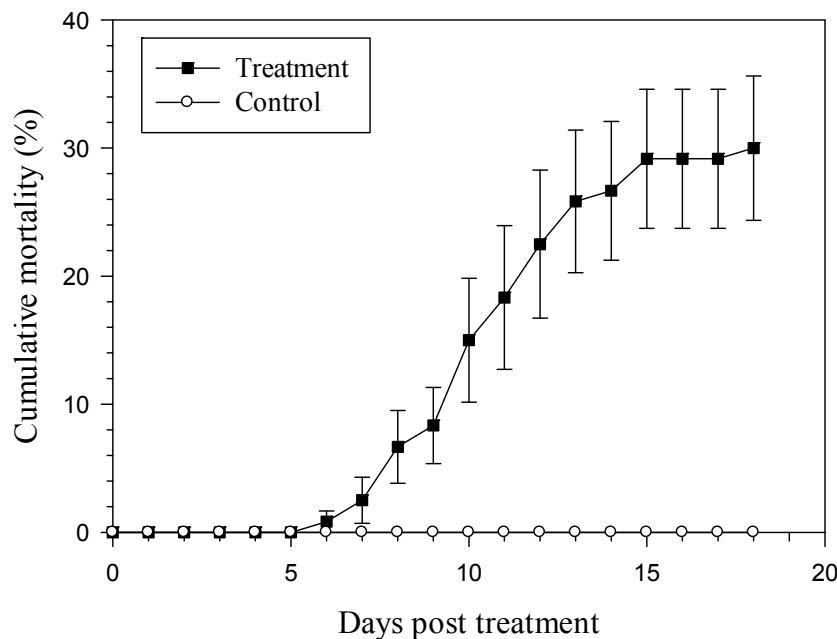 40
30
20
10
0
Cumulative mortality (%)
Treatment
Control
0 5 10 15 20
Days post treatment